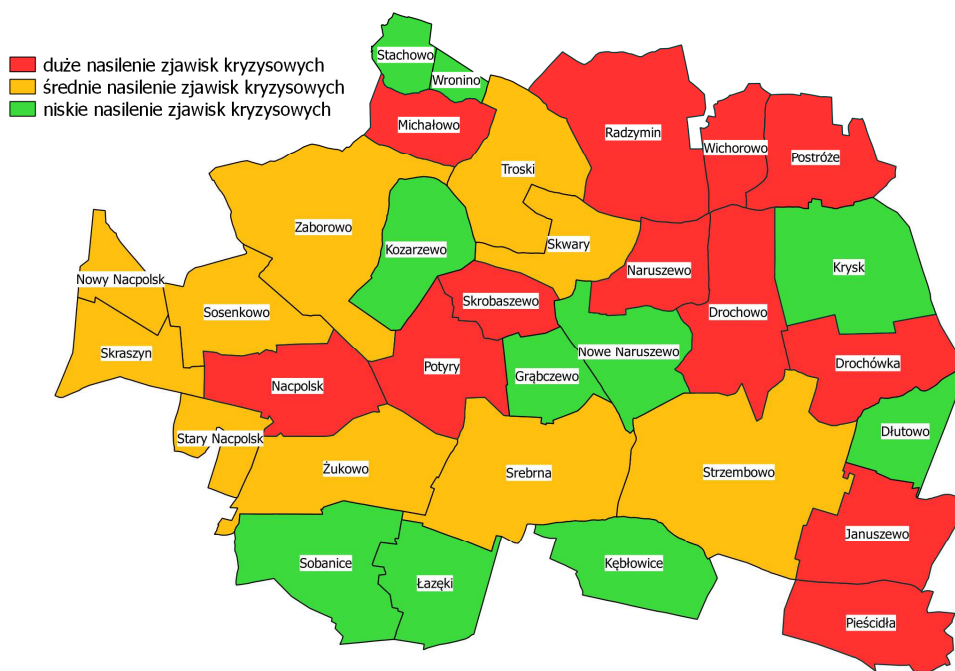 duże nasilenie zjawisk kryzysowych
średnie nasilenie zjawisk kryzysowych
niskie nasilenie zjawisk kryzysowych
Stachowo
Wronino
Michałowo
Radzymin
Wichorowo
Postróże
Troski
Zaborowo
Kozarzewo
Skwary
Krysk
Nowy Nacpolsk
Naruszewo
Skrobaszewo
Sosenkowo
Drochowo
Skraszyn
Nowe Naruszewo
Drochówka
Potyry
Grąbczewo
Nacpolsk
Dłutowo
Stary Nacpolsk
Żukowo
Srebrna
Strzembowo
Januszewo
Sobanice
Kębłowice
Łazęki
Pieścidła